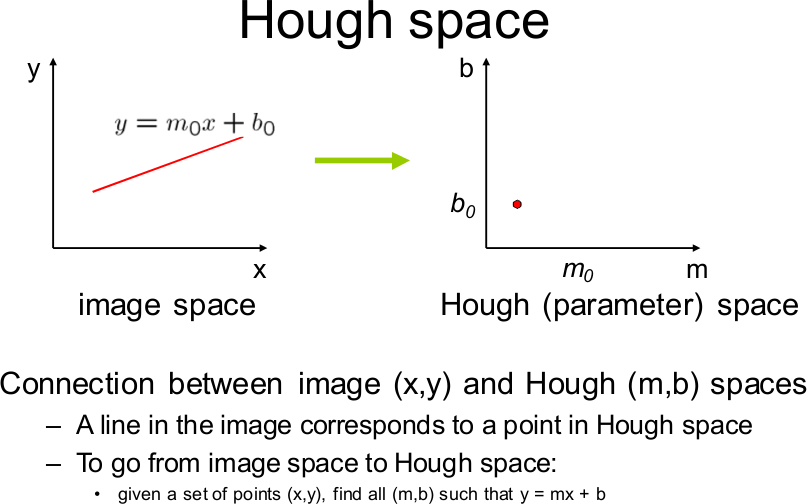 Hough space
y
b
y = m₀x + b₀
b₀
x
m₀
m
image space
Hough (parameter) space
Connection between image (x,y) and Hough (m,b) spaces
– A line in the image corresponds to a point in Hough space
– To go from image space to Hough space:
• given a set of points (x,y), find all (m,b) such that y = mx + b